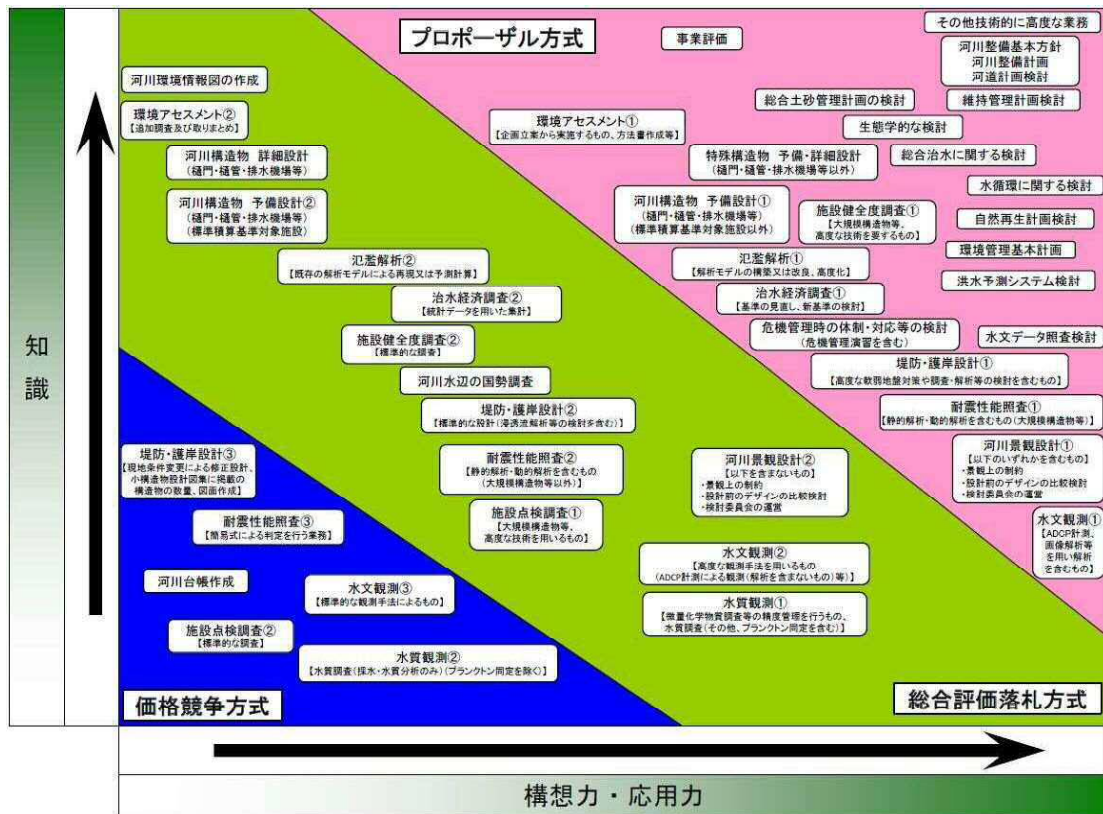 プロポーザル方式
事業評価
その他技術的に高度な業務
河川整備基本方針
河川整備計画
河道計画検討
河川環境情報図の作成
総合土砂管理計画の検討
維持管理計画検討
環境アセスメント②
【追加調査及び取りまとめ】
環境アセスメント①
【企画立案から実施するもの、方法書作成等】
生態学的な検討
河川構造物 詳細設計
(樋門・樋管・排水機場等)
特殊構造物 予備・詳細設計
(樋門・樋管・排水機場等以外)
総合治水に関する検討
水循環に関する検討
河川構造物 予備設計②
(樋門・樋管・排水機場等)
(標準積算基準対象施設)
河川構造物 予備設計①
(樋門・樋管・排水機場等)
(標準積算基準対象施設以外)
施設健全度調査①
【大規模構造物等、
高度な技術を要するもの】
自然再生計画検討
環境管理基本計画
氾濫解析②
【既存の解析モデルによる再現又は予測計算】
氾濫解析①
【解析モデルの構築又は改良、高度化】
洪水予測システム検討
治水経済調査②
【統計データを用いた集計】
治水経済調査①
【基準の見直し、新基準の検討】
施設健全度調査②
【標準的な調査】
危機管理時の体制・対応等の検討
(危機管理演習を含む)
水文データ照査検討
河川水辺の国勢調査
堤防・護岸設計①
【高度な軟弱地盤対策や調査・解析等の検討を含むもの】
堤防・護岸設計②
【標準的な設計(浸透流解析等の検討を含む)】
耐震性能照査①
【静的解析・動的解析を含むもの(大規模構造物等)】
堤防・護岸設計③
【現地条件変更による修正設計、
小構造物設計図集に掲載の
構造物の数量、図面作成】
耐震性能照査②
【静的解析・動的解析を含むもの
(大規模構造物等以外)】
河川景観設計②
【以下を含まないもの】
・景観上の制約
・設計前のデザインの比較検討
・検討委員会の運営
河川景観設計①
【以下のいずれかを含むもの】
・景観上の制約
・設計前のデザインの比較検討
・検討委員会の運営
耐震性能照査③
【簡易式による判定を行う業務】
施設点検調査①
【大規模構造物等、
高度な技術を用いるもの】
水文観測①
【ADCP計測、
画像解析等
を用い解析
を含むもの】
河川台帳作成
水文観測③
【標準的な観測手法によるもの】
水文観測②
【高度な観測手法を用いるもの
(ADCP計測による観測(解析を含まないもの)等)】
施設点検調査②
【標準的な調査】
水質観測①
【微量化学物質調査等の精度管理を行うもの、
水質調査(その他、プランクトン同定を含む)】
水質観測②
【水質調査(採水・水質分析のみ)(プランクトン同定を除く)】
価格競争方式
総合評価落札方式
知識
構想力・応用力